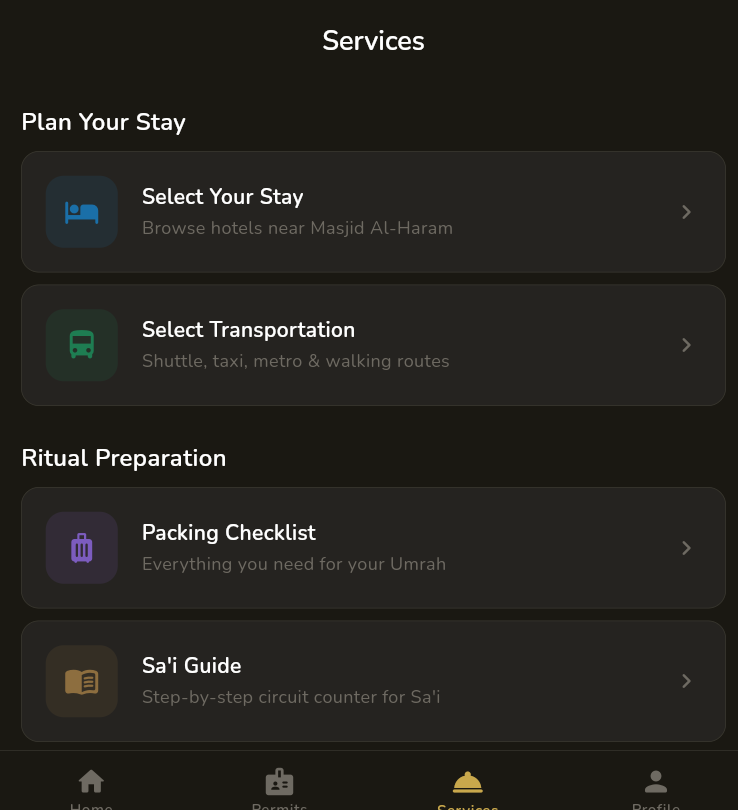 Services
Plan Your Stay
Select Your Stay
Browse hotels near Masjid Al-Haram
Select Transportation
Shuttle, taxi, metro & walking routes
Ritual Preparation
Packing Checklist
Everything you need for your Umrah
Sa'i Guide
Step-by-step circuit counter for Sa'i
Home Permits Services Profile